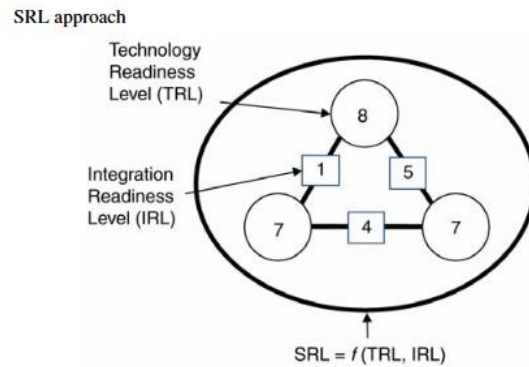 SRL approach
Technology
Readiness
Level (TRL)
8
Integration
Readiness
Level (IRL)
1
5
7
4
7
SRL = f (TRL, IRL)